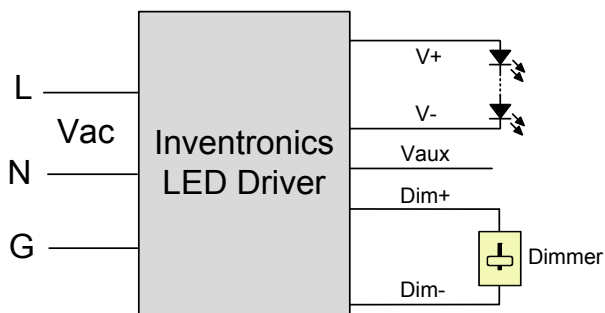 L
Vac
N
G
Inventronics
LED Driver
V+
V-
Vaux
Dim+
Dim-
Dimmer